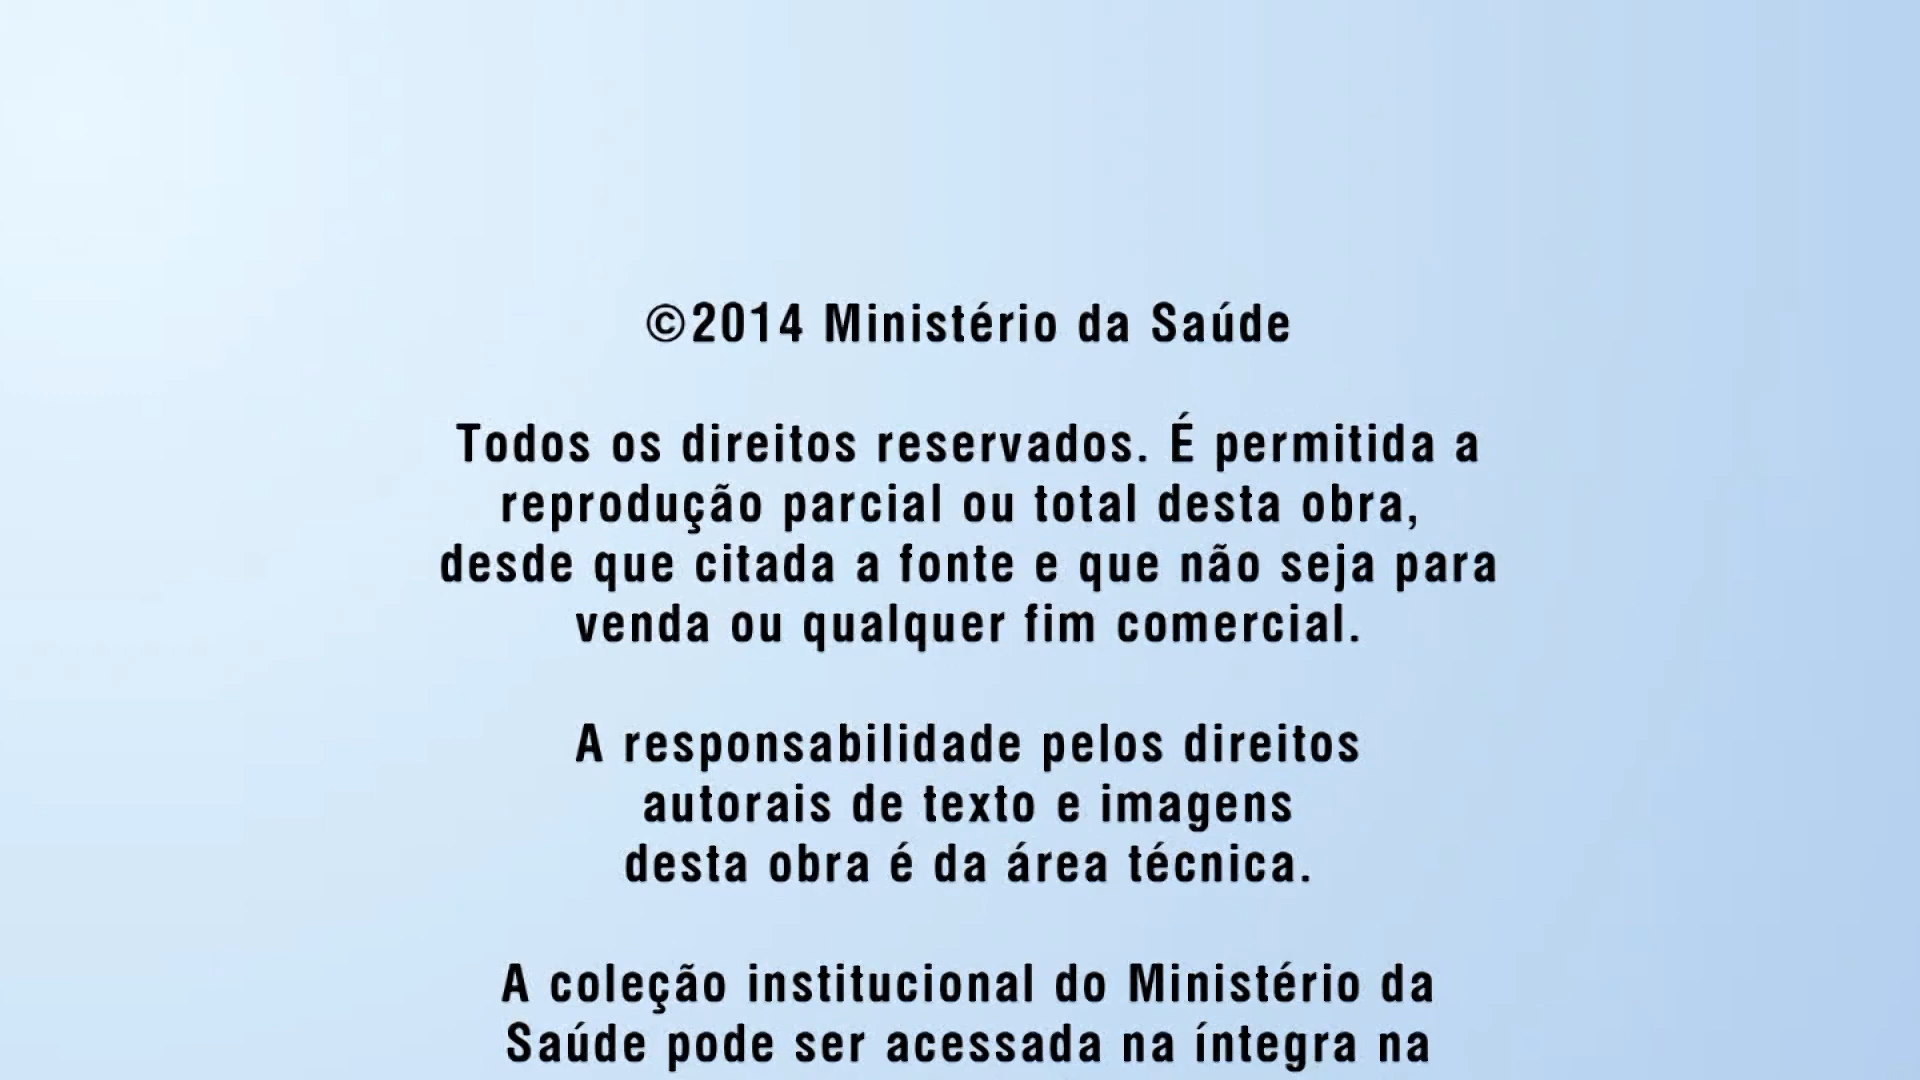 ©2014 Ministério da Saúde
Todos os direitos reservados. É permitida a
reprodução parcial ou total desta obra,
desde que citada a fonte e que não seja para
venda ou qualquer fim comercial.
A responsabilidade pelos direitos
autorais de texto e imagens
desta obra é da área técnica.
A coleção institucional do Ministério da
Saúde pode ser acessada na íntegra na